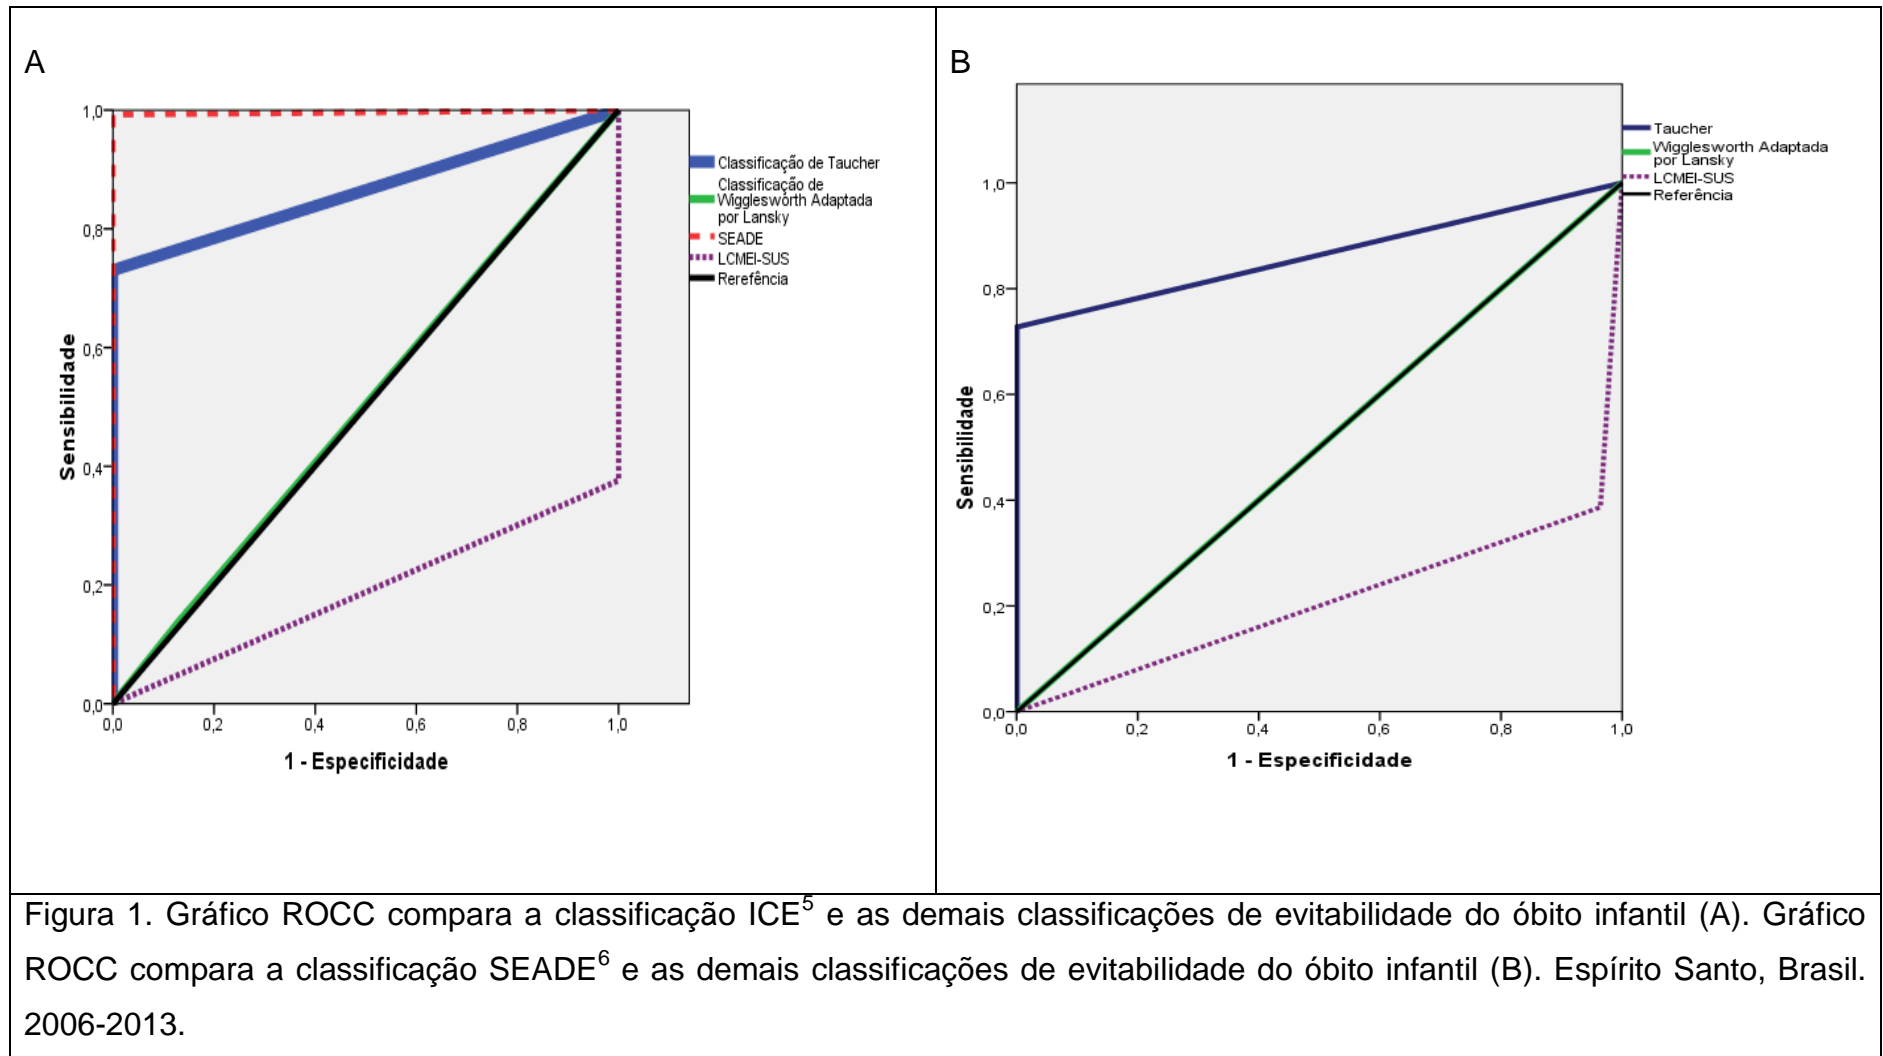 A
1,0
0,8
0,6
0,4
0,2
0,0
0,0 0,2 0,4 0,6 0,8 1,0
Sensibilidade
1 - Especificidade
Classificação de Taucher
Classificação de
Wigglesworth Adaptada
por Lansky
SEADE
LCMEI-SUS
Rerefência
B
1,0
0,8
0,6
0,4
0,2
0,0
0,0 0,2 0,4 0,6 0,8 1,0
Sensibilidade
1 - Especificidade
Taucher
Wigglesworth Adaptada
por Lansky
LCMEI-SUS
Referência
Figura 1. Gráfico ROCC compara a classificação ICE⁵ e as demais classificações de evitabilidade do óbito infantil (A). Gráfico
ROCC compara a classificação SEADE⁶ e as demais classificações de evitabilidade do óbito infantil (B). Espírito Santo, Brasil.
2006-2013.